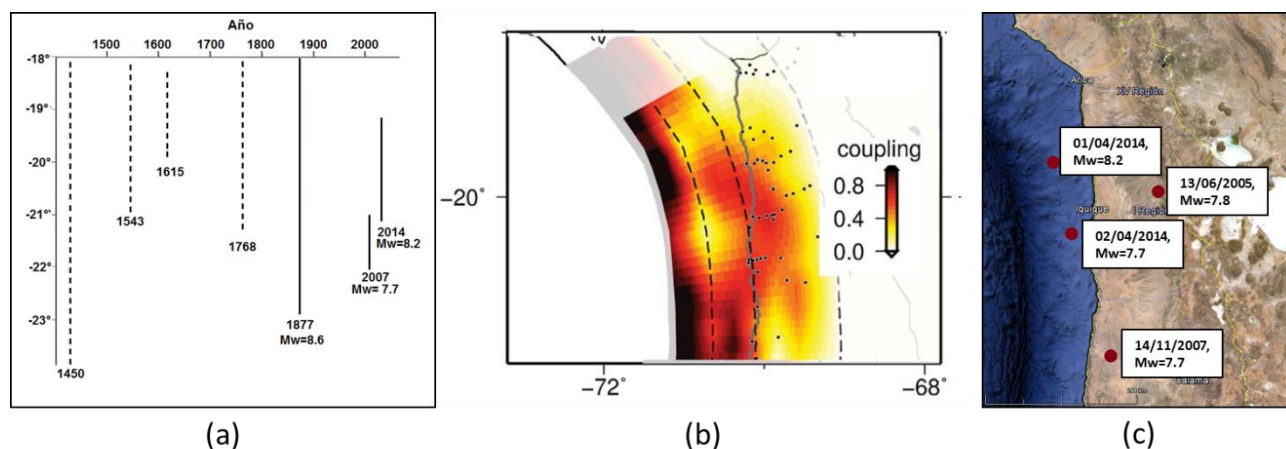 Año
1500 1600 1700 1800 1900 2000
-18°
-19°
-20°
-21°
-22°
-23°
1615
1543
1768
2014
Mw=8.2
2007
Mw= 7.7
1877
Mw=8.6
1450
(a)
coupling
0.8
0.4
0.0
−20˚
−20˚
−72˚
−68˚
(b)
Arica
XV Región
01/04/2014,
Mw=8.2
13/06/2005,
Mw=7.8
Iquique
I Región
02/04/2014,
Mw=7.7
14/11/2007,
Mw=7.7
(c)